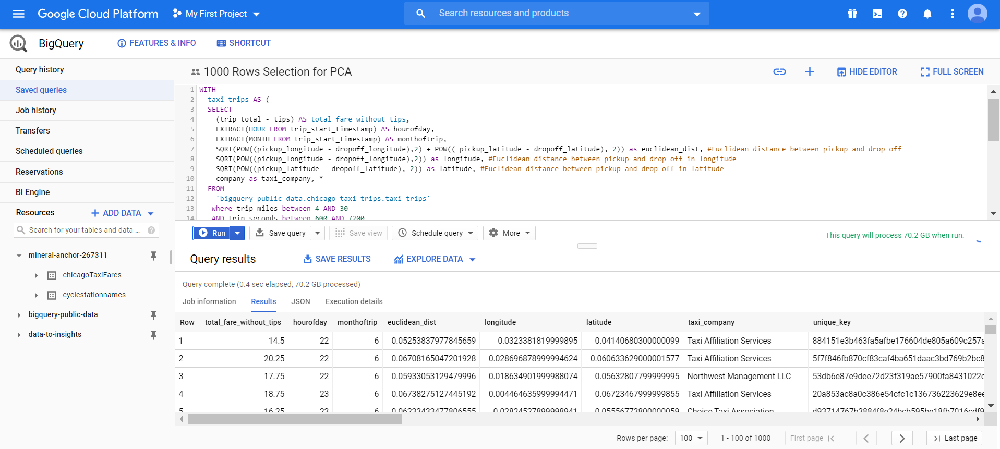 Google Cloud Platform My First Project Search resources and products
BigQuery FEATURES & INFO SHORTCUT
Query history
Saved queries
Job history
Transfers
Scheduled queries
Reservations
BI Engine
Resources ADD DATA
Search for your tables and data ...
mineral-anchor-267311
chicagoTaxiFares
cyclestationnames
bigquery-public-data
data-to-insights
1000 Rows Selection for PCA HIDE EDITOR FULL SCREEN
1 WITH
2 taxi_trips AS (
3 SELECT
4 (trip_total - tips) AS total_fare_without_tips,
5 EXTRACT(HOUR FROM trip_start_timestamp) AS hourofday,
6 EXTRACT(MONTH FROM trip_start_timestamp) AS monthoftrip,
7 SQRT(POW((pickup_longitude - dropoff_longitude),2) + POW(( pickup_latitude - dropoff_latitude), 2)) as euclidean_dist, #Euclidean distance between pickup and drop off
8 SQRT(POW((pickup_longitude - dropoff_longitude),2)) as longitude, #Euclidean distance between pickup and drop off in longitude
9 SQRT(POW((pickup_latitude - dropoff_latitude), 2)) as latitude, #Euclidean distance between pickup and drop off in latitude
10 company as taxi_company, *
11 FROM
12 `bigquery-public-data.chicago_taxi_trips.taxi_trips`
13 where trip_miles between 4 AND 30
14 AND trip_seconds between 600 AND 7200
Run Save query Save view Schedule query More This query will process 70.2 GB when run.
Query results SAVE RESULTS EXPLORE DATA
Query complete (0.4 sec elapsed, 70.2 GB processed)
Job information Results JSON Execution details
Row total_fare_without_tips hourofday monthoftrip euclidean_dist longitude latitude taxi_company unique_key
1 14.5 22 6 0.05253837977845659 0.0323381819999895 0.04140680300000099 Taxi Affiliation Services 884151e3b463fa5afbe176604de805a609c257a
2 20.25 22 6 0.06708165047201928 0.028696878999994624 0.060633629000001577 Taxi Affiliation Services 5f7f846fb870cf83caf4ba651daac3bd769b2bc8
3 17.75 22 6 0.05933053129479996 0.018634901999988074 0.05632807799999995 Northwest Management LLC 53db6e87e9dee72d23f319ae57900fa8431022c
4 18.75 23 6 0.06738275127445192 0.004464635999994471 0.06723467999999855 Taxi Affiliation Services 20a853ac8a0c386e54cfc1c136736223629e8ee
5 16.25 23 6 0.06233433477806555 0.02824527899998941 0.05556773800000059 Choice Taxi Association d93714767b3884f8e24bcb595be18fb7016cdf9
Rows per page: 100 1 - 100 of 1000 First page Last page